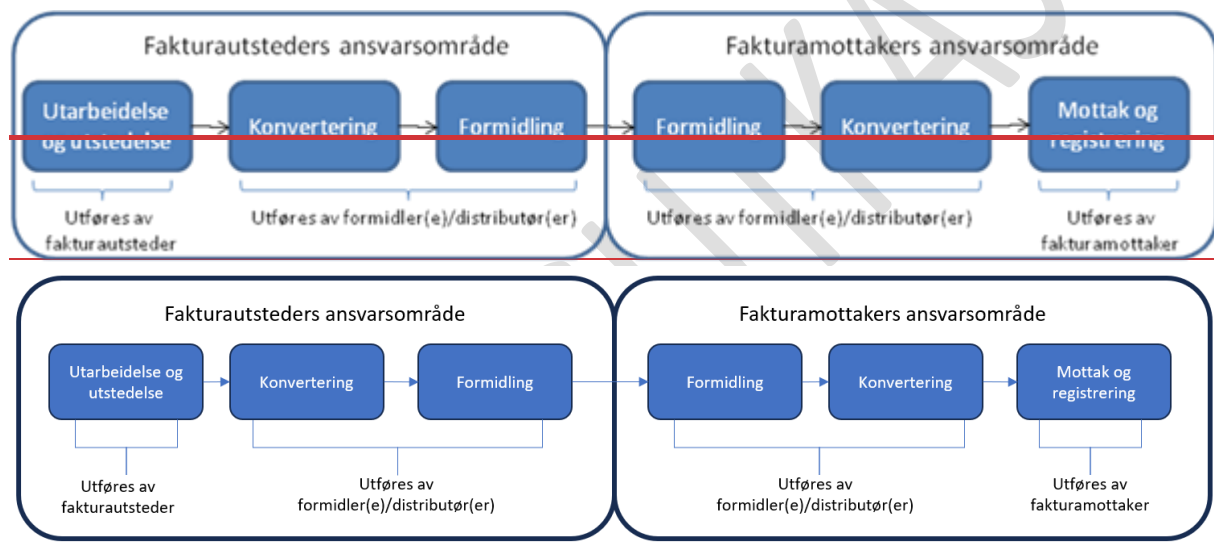 Fakturautsteders ansvarsområde
Fakturamottakers ansvarsområde
Utarbeidelse
og utstedelse
Konvertering
Formidling
Formidling
Konvertering
Mottak og
registrering
Utføres av
fakturautsteder
Utføres av formidler(e)/distributør(er)
Utføres av formidler(e)/distributør(er)
Utføres av
fakturamottaker
Fakturautsteders ansvarsområde
Fakturamottakers ansvarsområde
Utarbeidelse og
utstedelse
Konvertering
Formidling
Formidling
Konvertering
Mottak og
registrering
Utføres av
fakturautsteder
Utføres av
formidler(e)/distributør(er)
Utføres av
formidler(e)/distributør(er)
Utføres av
fakturamottaker